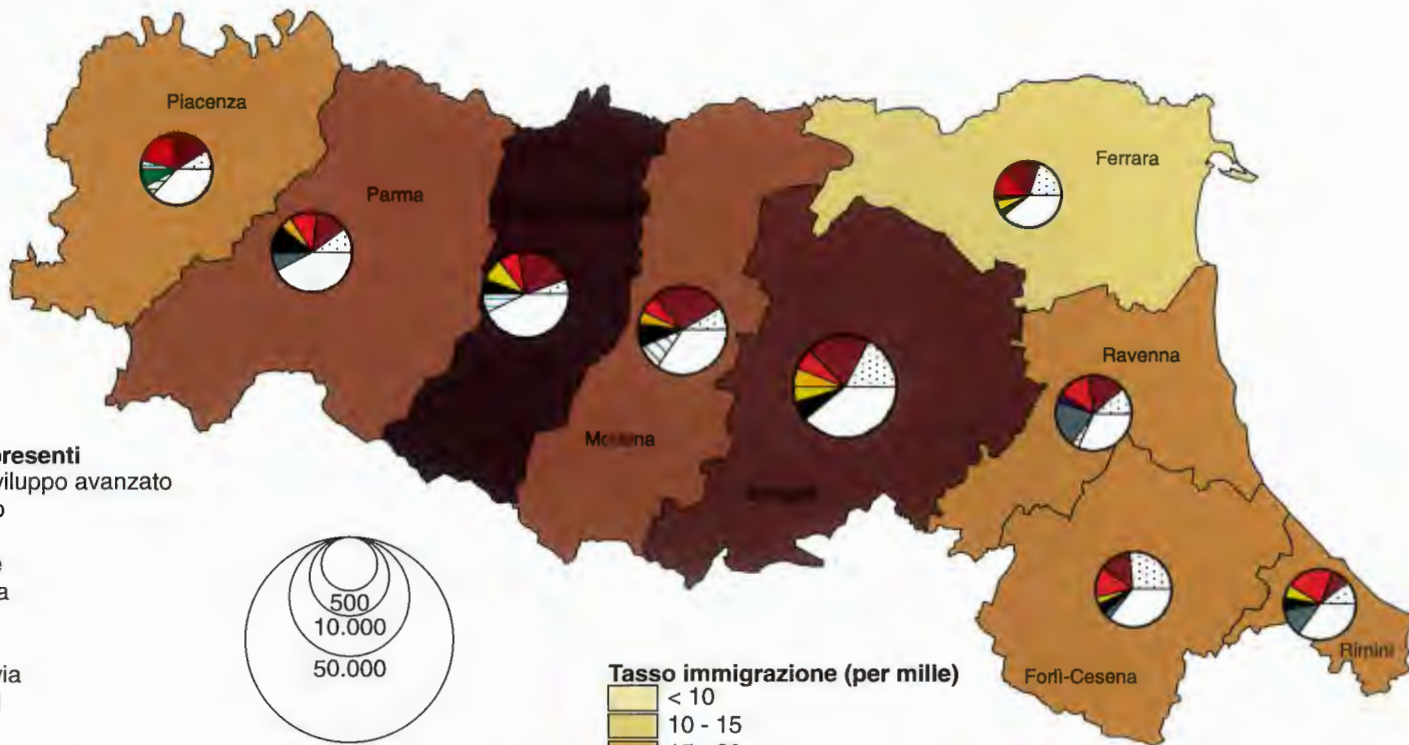 Piacenza
Parma
Ferrara
Ravenna
Modena
Forlì-Cesena
Rimini
presenti
viluppo avanzato
o
e
a
via
500
10.000
50.000
Tasso immigrazione (per mille)
< 10
10 - 15